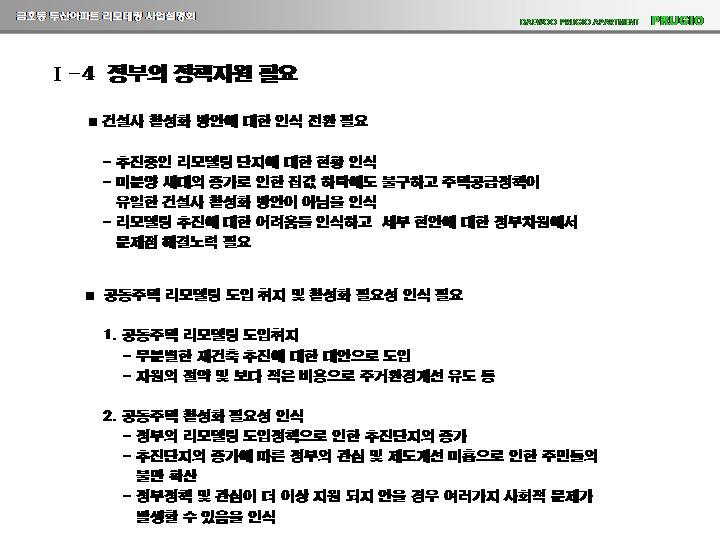 금호동 두산아파트 리모데링 사업설명회
DAEWOO PRUGIO APARTMENT PRUGIO
Ⅰ-4 정부의 정책지원 필요
■ 건설사 활성화 방안에 대한 인식 전환 필요
- 추진중인 리모델링 단지에 대한 현황 인식
- 미분양 세대의 증가로 인한 집값 하락에도 불구하고 주택공급정책이
유일한 건설사 활성화 방안이 아님을 인식
- 리모델링 추진에 대한 어려움들 인식하고 세부 현안에 대한 정부차원에서
문제점 해결노력 필요
■ 공동주택 리모델링 도입 취지 및 활성화 필요성 인식 필요
1. 공동주택 리모델링 도입취지
- 무분별한 재건축 추진에 대한 대안으로 도입
- 자원의 절약 및 보다 적은 비용으로 주거환경개선 유도 등
2. 공동주택 활성화 필요성 인식
- 정부의 리모델링 도입정책으로 인한 추진단지의 증가
- 추진단지의 증가에 따른 정부의 관심 및 제도개선 미흡으로 인한 주민들의
불만 확산
- 정부정책 및 관심이 더 이상 지원 되지 안을 경우 여러가지 사회적 문제가
발생할 수 있음을 인식